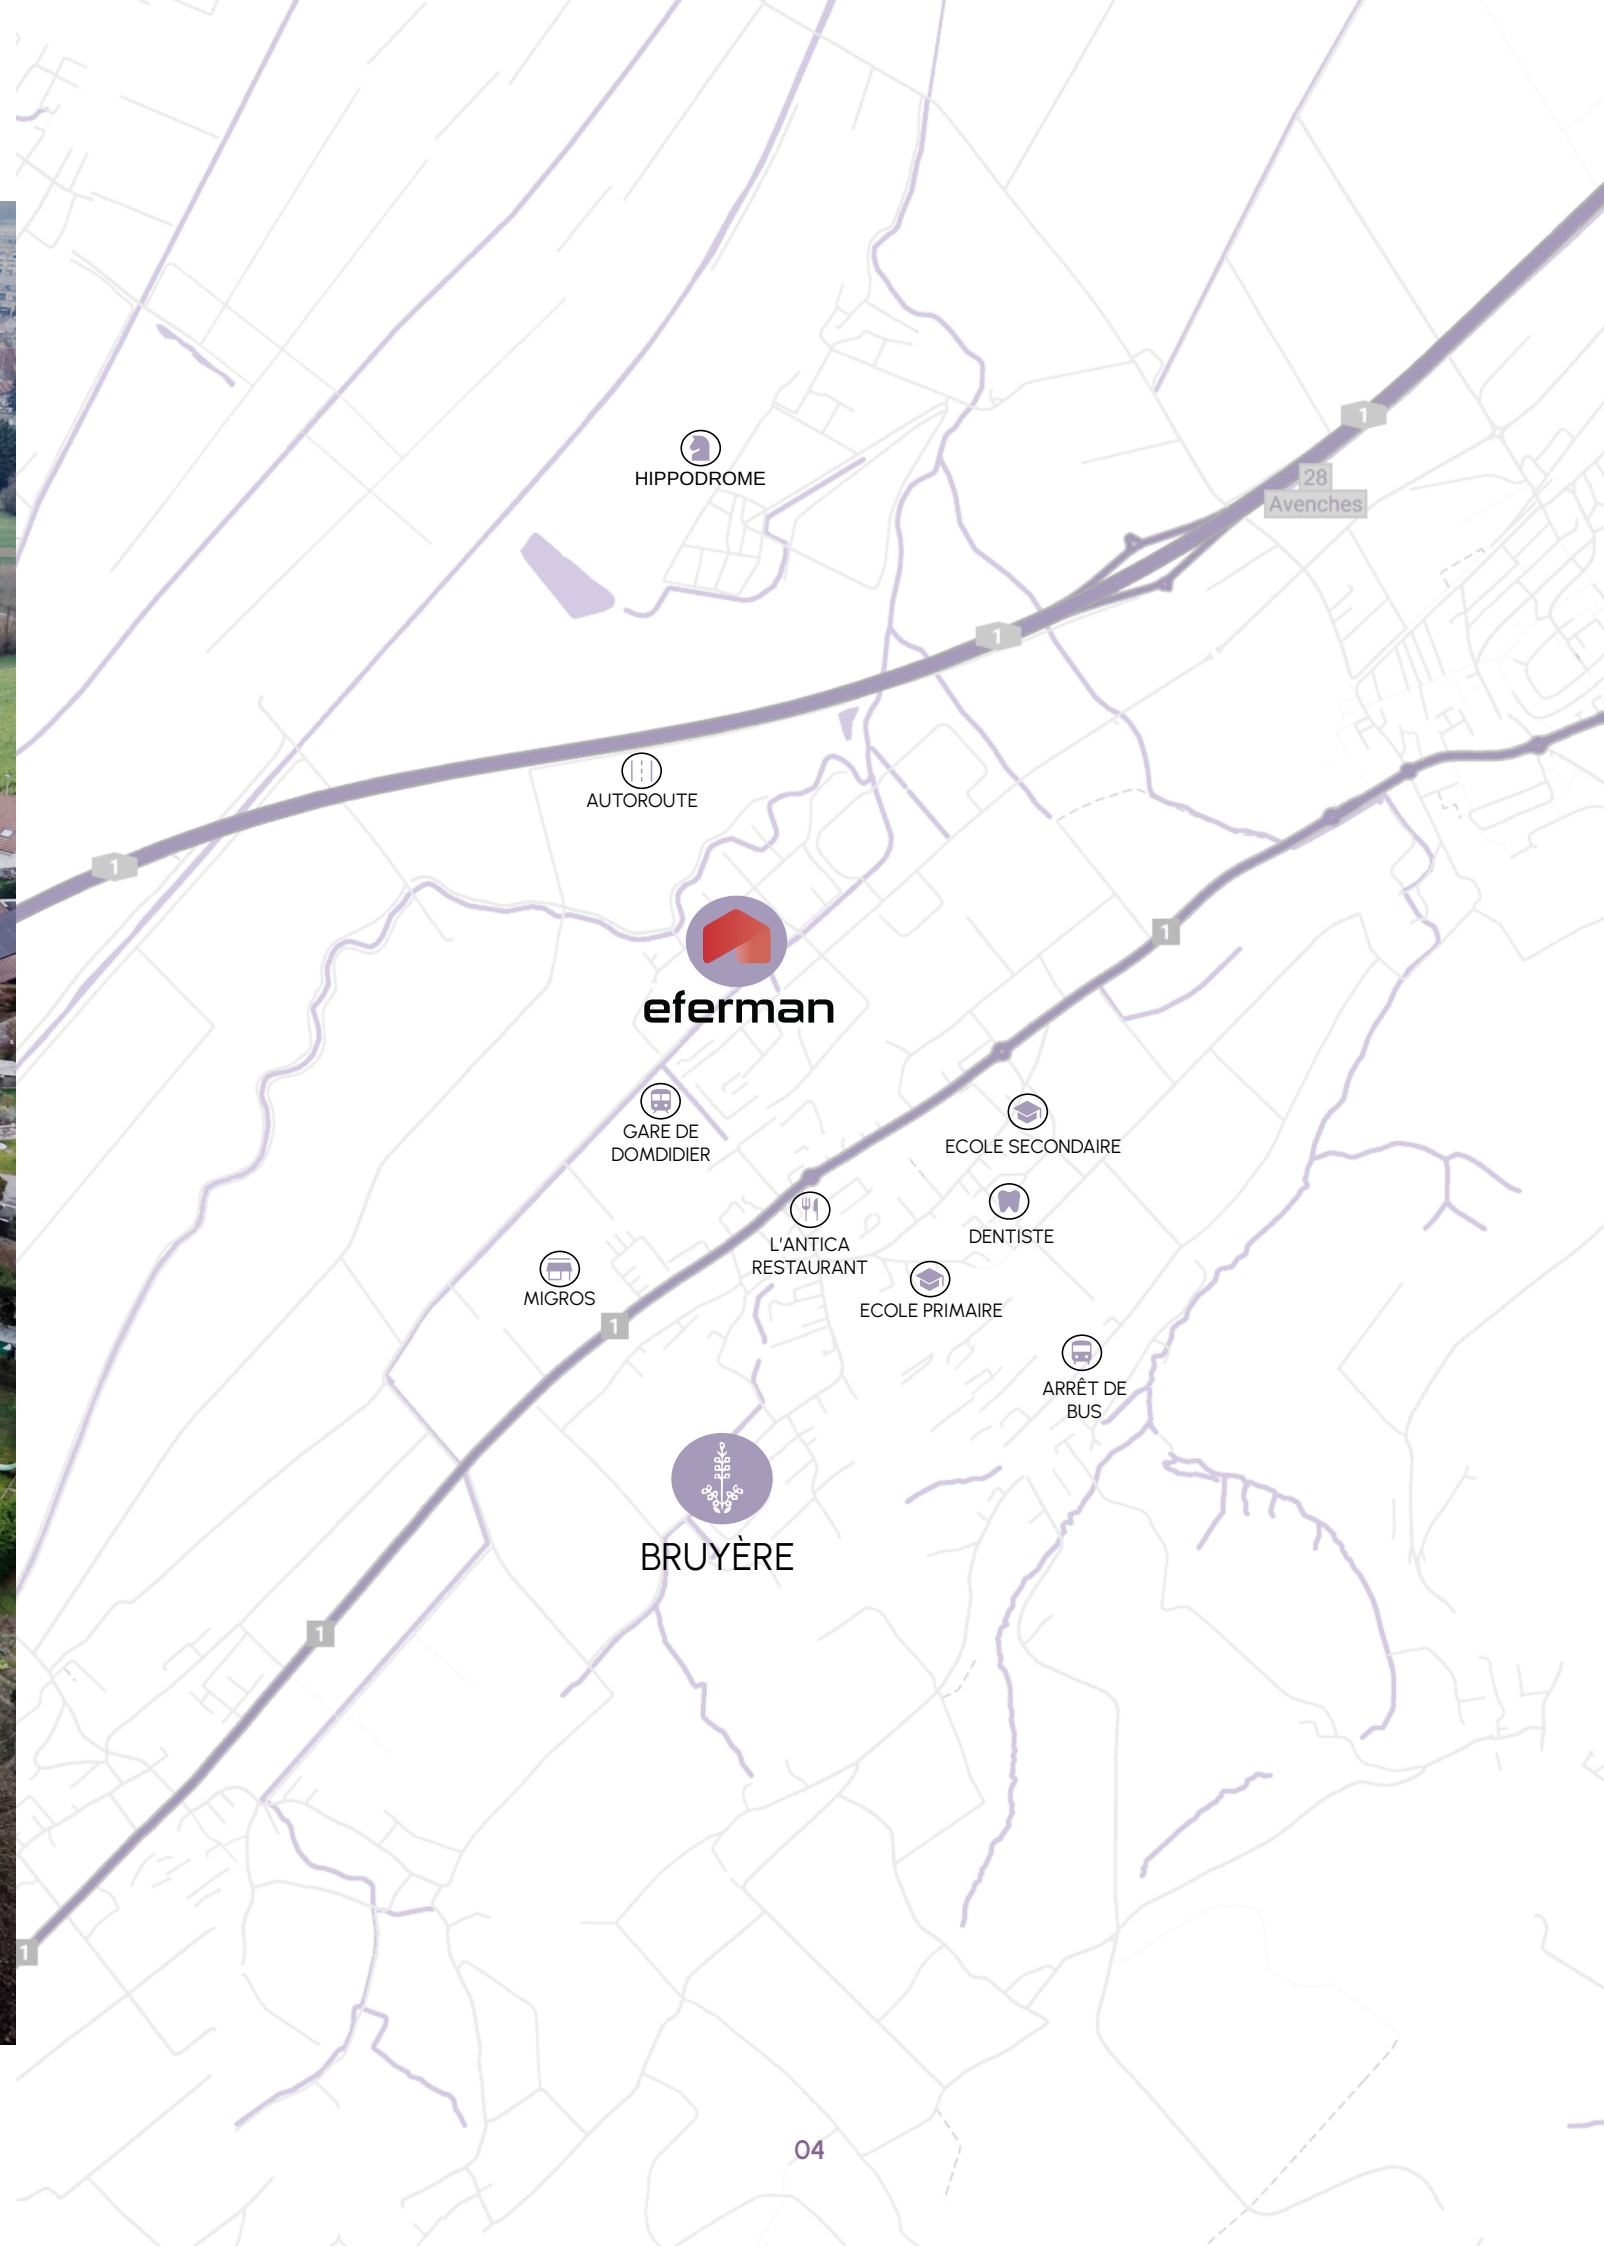 1
28
Avenches
HIPPODROME
1
AUTOROUTE
1
1
eferman
GARE DE
DOMDIDIER
ECOLE SECONDAIRE
DENTISTE
L'ANTICA
RESTAURANT
MIGROS
ECOLE PRIMAIRE
1
ARRÊT DE
BUS
BRUYÈRE
1
1
04